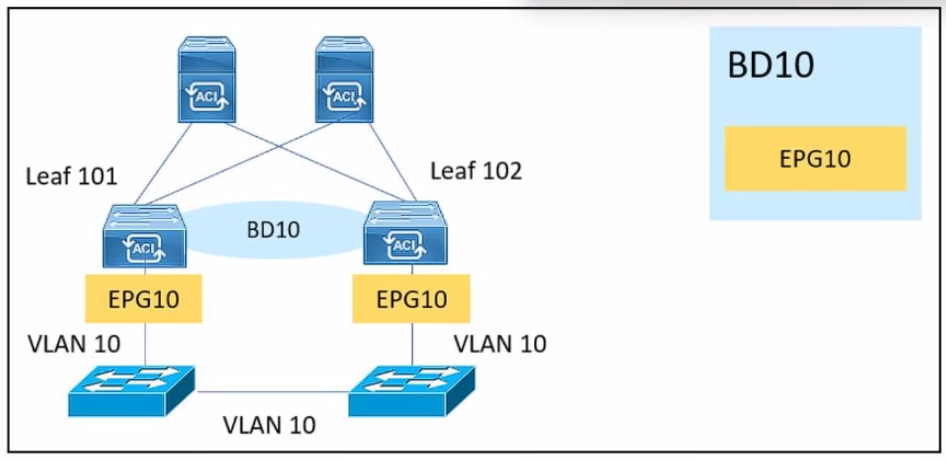 ACI
ACI
BD10
EPG10
Leaf 101
Leaf 102
BD10
ACI
ACI
EPG10
EPG10
VLAN 10
VLAN 10
VLAN 10